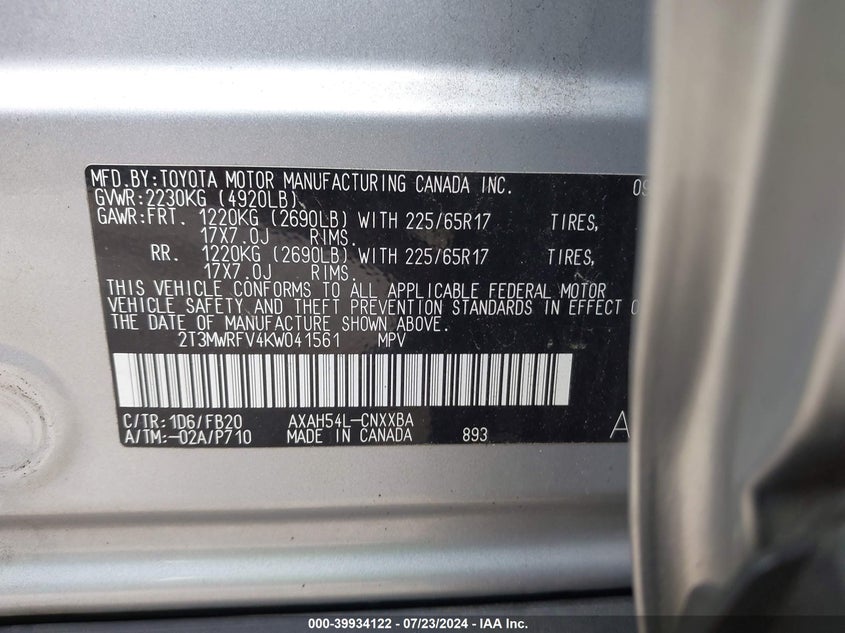 MFD.BY:TOYOTA MOTOR MANUFACTURING CANADA INC. 09
GVWR:2230KG (4920LB)
GAWR:FRT. 1220KG (2690LB) WITH 225/65R17 TIRES,
17X7.0J RIMS.
RR. 1220KG (2690LB) WITH 225/65R17 TIRES,
17X7.0J RIMS.
THIS VEHICLE CONFORMS TO ALL APPLICABLE FEDERAL MOTOR
VEHICLE SAFETY AND THEFT PREVENTION STANDARDS IN EFFECT
THE DATE OF MANUFACTURE SHOWN ABOVE.
2T3MWRFV4KW041561 MPV
C/TR:1D6/FB20 AXAH54L-CNXXBA
A/TM:-02A/P710 MADE IN CANADA 893 A
000-39934122 - 07/23/2024 - IAA Inc.